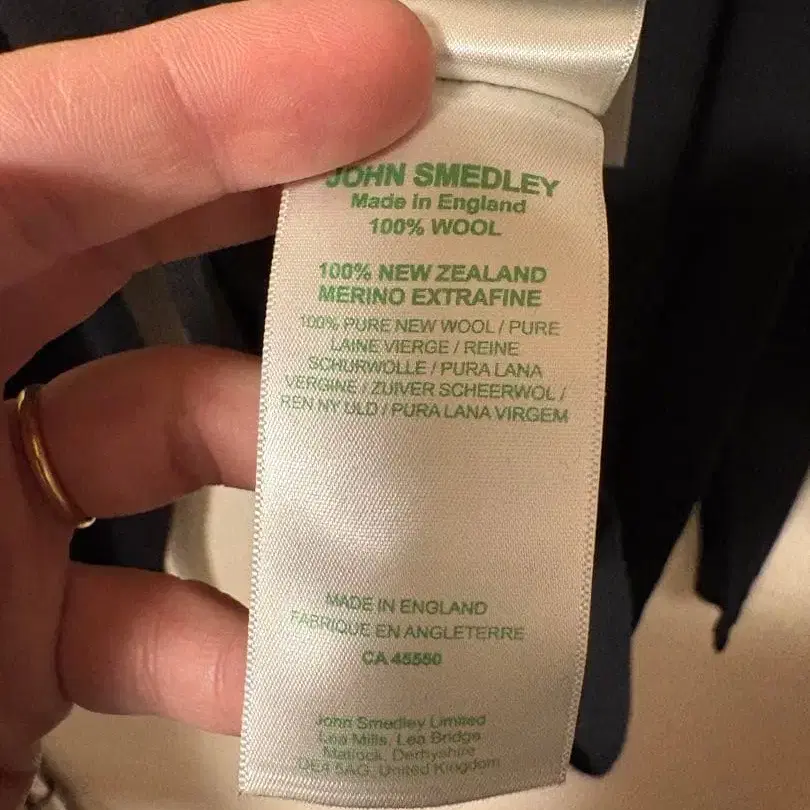 JOHN SMEDLEY
Made in England
100% WOOL
100% NEW ZEALAND
MERINO EXTRAFINE
100% PURE NEW WOOL / PURE
LAINE VIERGE / REINE
SCHURWOLLE / PURA LANA
VERGINE / ZUIVER SCHEERWOL /
REN NY ULD / PURA LANA VIRGEM
MADE IN ENGLAND
FABRIQUE EN ANGLETERRE
CA 45550
John Smedley Limited
Lea Mills, Lea Bridge
Matlock, Derbyshire
DE4 5AG, United Kingdom